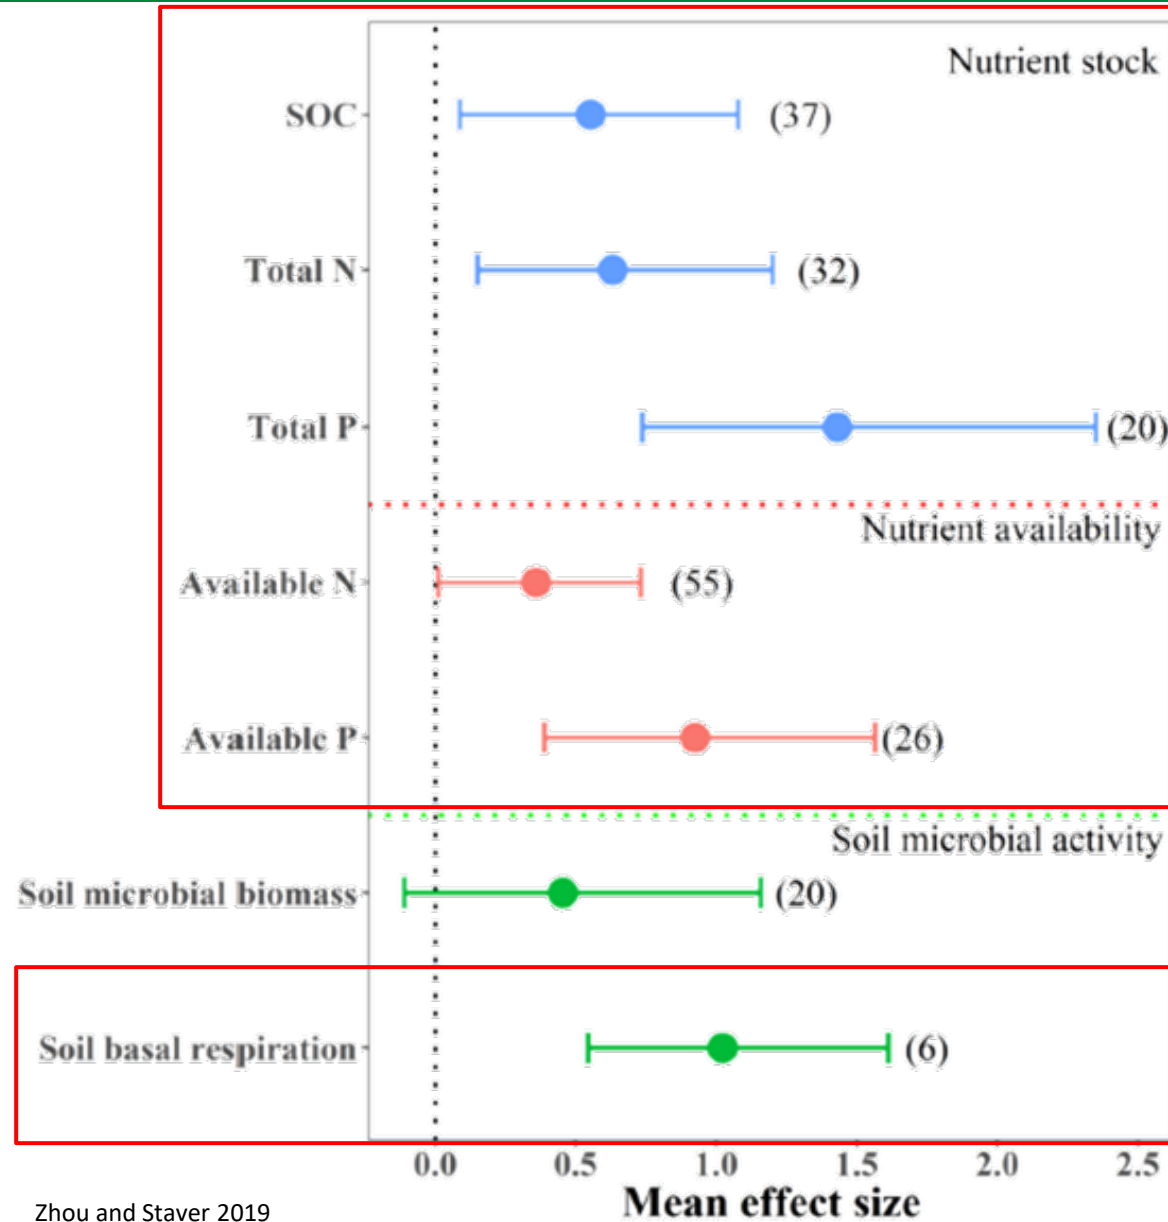 Nutrient stock
SOC (37)
Total N (32)
Total P (20)
Nutrient availability
Available N (55)
Available P (26)
Soil microbial activity
Soil microbial biomass (20)
Soil basal respiration (6)
0.0 0.5 1.0 1.5 2.0 2.5
Mean effect size
Zhou and Staver 2019